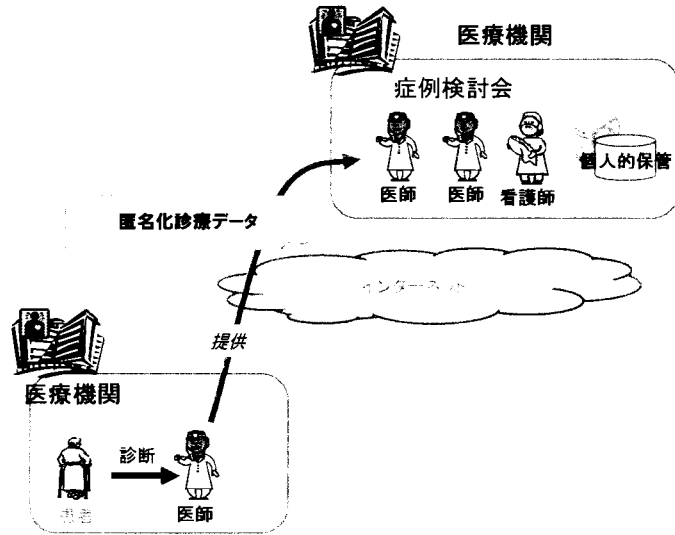 医療機関
症例検討会
医師
医師
看護師
個人的保管
匿名化診療データ
インターネット
提供
医療機関
診断
患者
医師